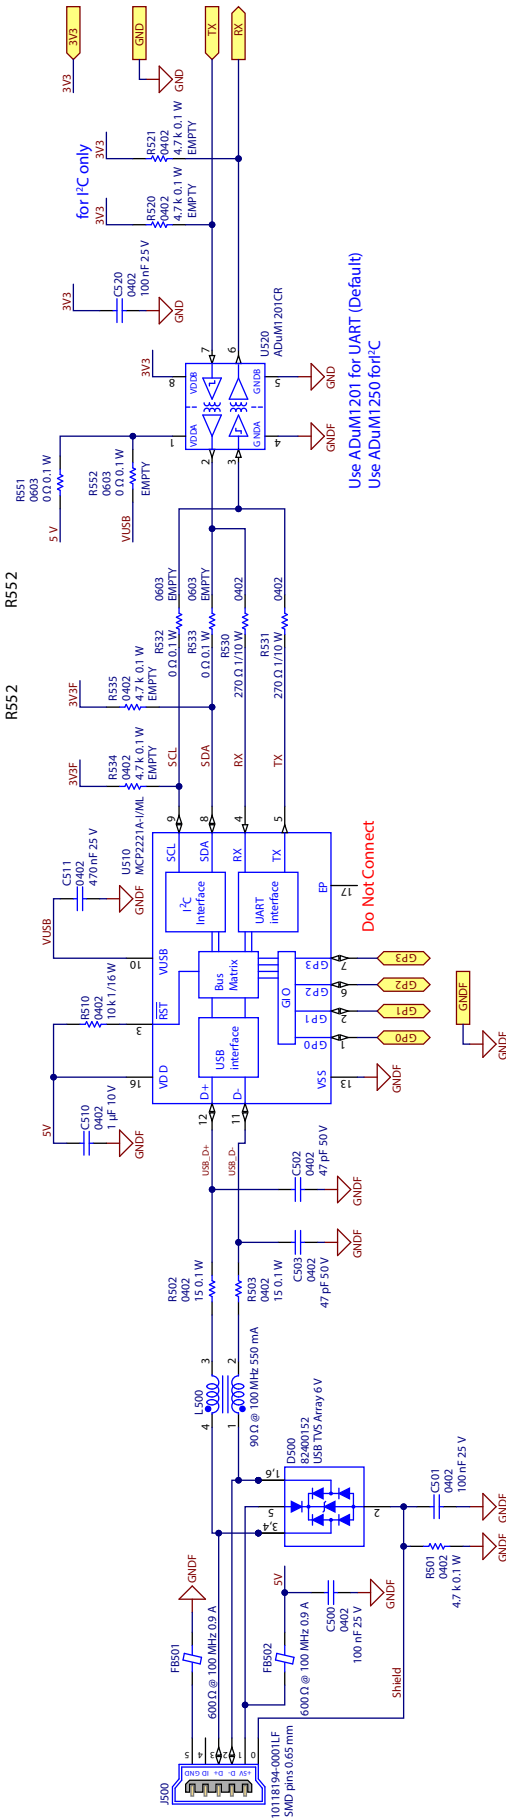 3V3
GND
TX
RX
3V3
GND
for I²C only
3V3
R521
0402
4.7 k 0.1 W
EMPTY
3V3
R520
0402
4.7 k 0.1 W
EMPTY
3V3
C520
0402
100 nF 25 V
GND
3V3
7
6
8
5
VDDB
GNDB
VDDA
GNDA
1
2
3
4
U520
ADuM1201CR
GND
GNDF
Use ADuM1201 for UART (Default)
Use ADuM1250 forI²C
R551
0603
0 Ω 0.1 W
5 V
R552
0603
0 Ω 0.1 W
EMPTY
VUSB
R552
R552
R532
0 Ω 0.1 W
0603
EMPTY
R533
0 Ω 0.1 W
0603
EMPTY
R530
270 Ω 1/10 W
0402
R531
270 Ω 1/10 W
0402
3V3F
R535
0402
4.7 k 0.1 W
EMPTY
3V3F
R534
0402
4.7 k 0.1 W
EMPTY
SCL
SDA
RX
TX
U510
MCP2221A-I/ML
9
8
4
5
SCL
SDA
RX
TX
I²C
Interface
UART
interface
Bus
Matrix
USB
interface
GIO
VUSB
RST
VDD
D+
D-
VSS
EP
17
Do Not Connect
GP3
GP2
GP1
GP0
7
6
2
1
GP3
GP2
GP1
GP0
GNDF
GNDF
13
GNDF
10
3
16
12
11
VUSB
C511
0402
470 nF 25 V
GNDF
R510
0402
10 k 1/16 W
5V
C510
0402
1 µF 10 V
GNDF
USB_D+
USB_D-
C502
0402
47 pF 50 V
GNDF
C503
0402
47 pF 50 V
GNDF
R502
0402
15 0.1 W
R503
0402
15 0.1 W
L500
3
2
4
1
90 Ω @ 100 MHz 550 mA
D500
82400152
USB TVS Array 6 V
1,6
5
3,4
2
C501
0402
100 nF 25 V
GNDF
R501
0402
4.7 k 0.1 W
GNDF
GNDF
FB501
600 Ω @ 100 MHz 0.9 A
5V
FB502
600 Ω @ 100 MHz 0.9 A
C500
0402
100 nF 25 V
GNDF
Shield
J500
5
4
3
2
1
0
GND
ID
D+
D-
+5V
10118194-0001LF
SMD pins 0.65 mm